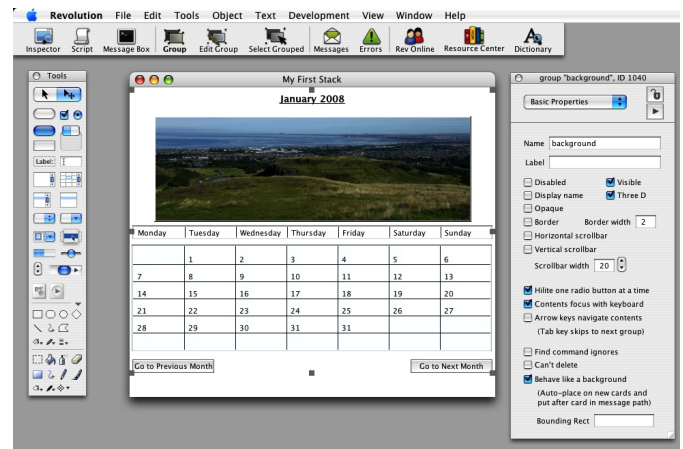 Revolution File Edit Tools Object Text Development View Window Help
Inspector Script Message Box Group Edit Group Select Grouped Messages Errors Rev Online Resource Center Dictionary
Tools
Label:
My First Stack
January 2008
Monday Tuesday Wednesday Thursday Friday Saturday Sunday
1 2 3 4 5 6
7 8 9 10 11 12 13
14 15 16 17 18 19 20
21 22 23 24 25 26 27
28 29 30 31 31
Go to Previous Month Go to Next Month
group "background", ID 1040
Basic Properties
Name background
Label
Disabled Visible
Display name Three D
Opaque
Border Border width 2
Horizontal scrollbar
Vertical scrollbar
Scrollbar width 20
Hilite one radio button at a time
Contents focus with keyboard
Arrow keys navigate contents
(Tab key skips to next group)
Find command ignores
Can't delete
Behave like a background
(Auto-place on new cards and
put after card in message path)
Bounding Rect